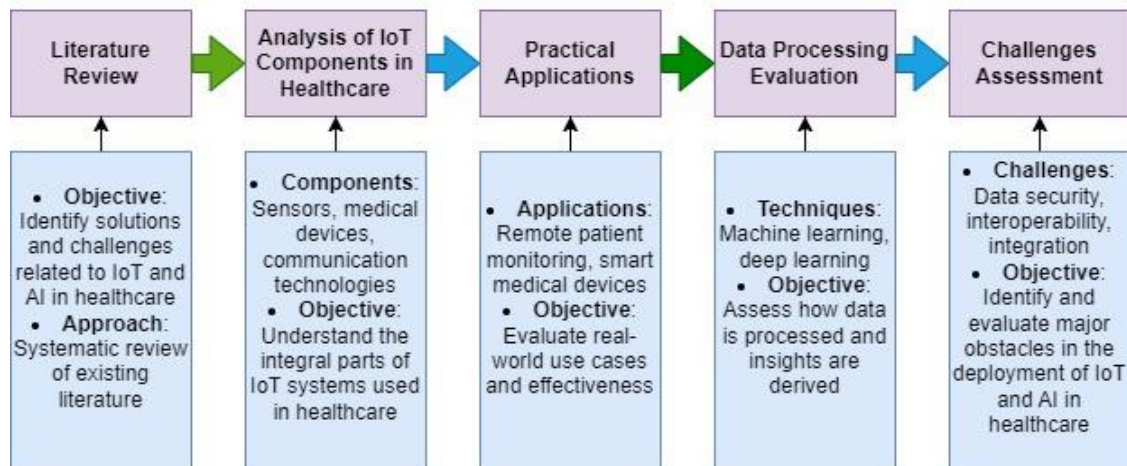 Literature
Review
Analysis of IoT
Components in
Healthcare
Practical
Applications
Data Processing
Evaluation
Challenges
Assessment
• Objective:
Identify solutions
and challenges
related to IoT and
AI in healthcare
• Approach:
Systematic review
of existing
literature
• Components:
Sensors, medical
devices,
communication
technologies
• Objective:
Understand the
integral parts of
IoT systems used
in healthcare
• Applications:
Remote patient
monitoring, smart
medical devices
• Objective:
Evaluate real-
world use cases
and effectiveness
• Techniques:
Machine learning,
deep learning
• Objective:
Assess how data
is processed and
insights are
derived
• Challenges:
Data security,
interoperability,
integration
• Objective:
Identify and
evaluate major
obstacles in the
deployment of IoT
and AI in
healthcare